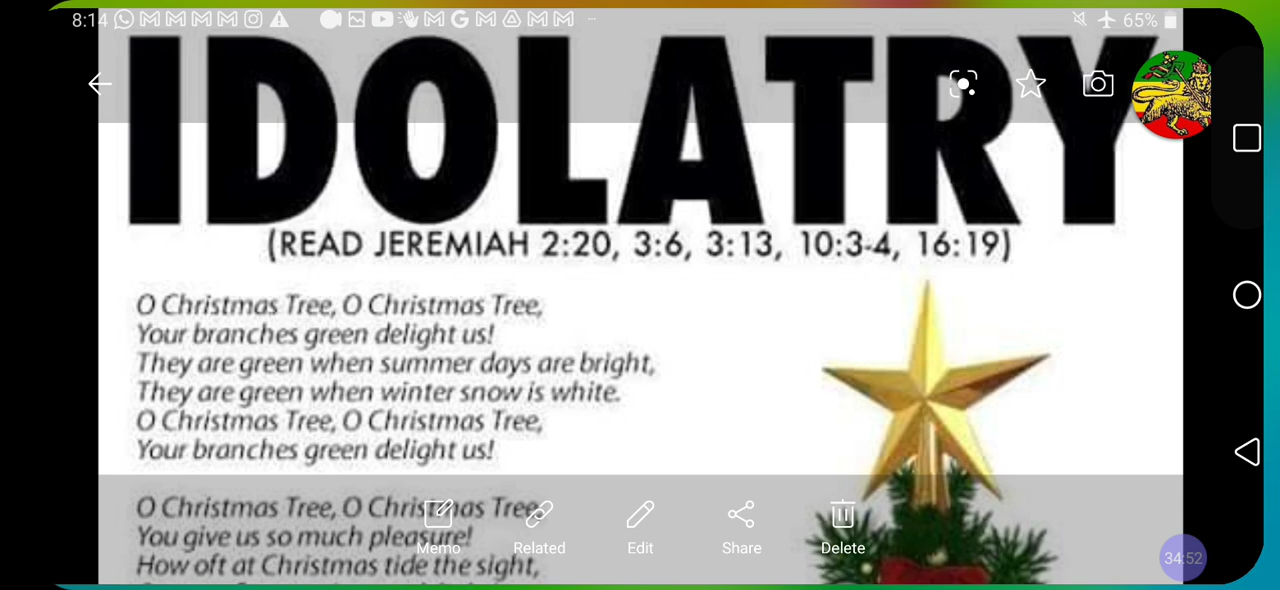 8:14
65%
IDOLATRY
(READ JEREMIAH 2:20, 3:6, 3:13, 10:3-4, 16:19)
O Christmas Tree, O Christmas Tree,
Your branches green delight us!
They are green when summer days are bright,
They are green when winter snow is white.
O Christmas Tree, O Christmas Tree,
Your branches green delight us!
O Christmas Tree, O Christmas Tree
You give us so much pleasure!
How oft at Christmas tide the sight,
Memo
Related
Edit
Share
Delete
34:52